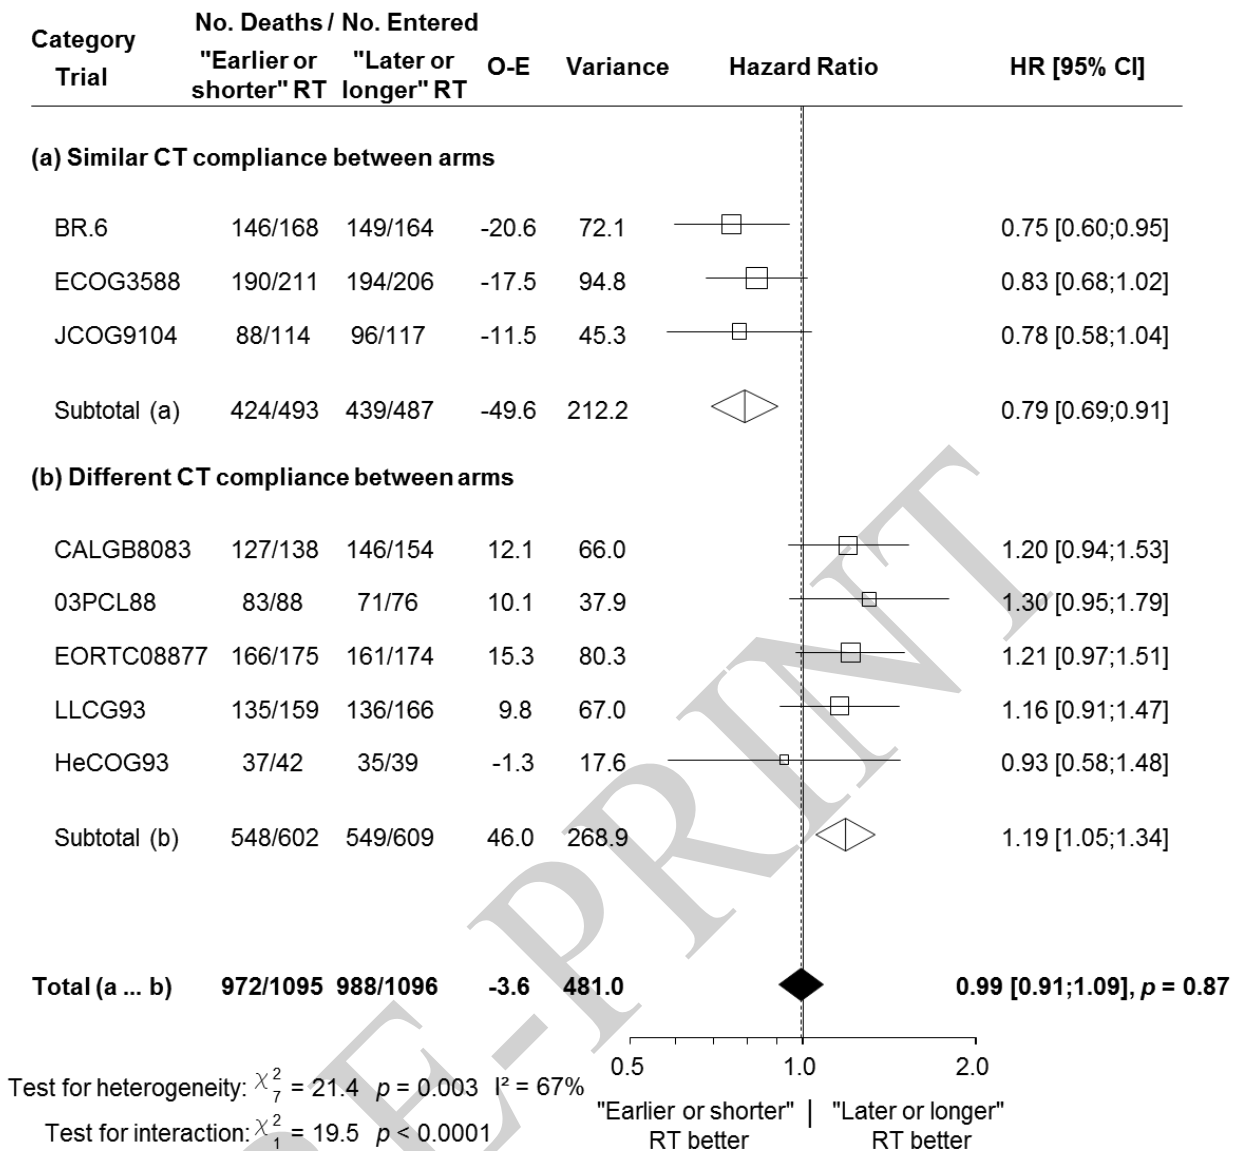 No. Deaths / No. Entered
Category Trial "Earlier or shorter" RT "Later or longer" RT O-E Variance Hazard Ratio HR [95% CI]
(a) Similar CT compliance between arms
BR.6 146/168 149/164 -20.6 72.1 0.75 [0.60;0.95]
ECOG3588 190/211 194/206 -17.5 94.8 0.83 [0.68;1.02]
JCOG9104 88/114 96/117 -11.5 45.3 0.78 [0.58;1.04]
Subtotal (a) 424/493 439/487 -49.6 212.2 0.79 [0.69;0.91]
(b) Different CT compliance between arms
CALGB8083 127/138 146/154 12.1 66.0 1.20 [0.94;1.53]
03PCL88 83/88 71/76 10.1 37.9 1.30 [0.95;1.79]
EORTC08877 166/175 161/174 15.3 80.3 1.21 [0.97;1.51]
LLCG93 135/159 136/166 9.8 67.0 1.16 [0.91;1.47]
HeCOG93 37/42 35/39 -1.3 17.6 0.93 [0.58;1.48]
Subtotal (b) 548/602 549/609 46.0 268.9 1.19 [1.05;1.34]
Total (a ... b) 972/1095 988/1096 -3.6 481.0 0.99 [0.91;1.09], p = 0.87
0.5 1.0 2.0
Test for heterogeneity: χ²₇ = 21.4 p = 0.003 I² = 67%
Test for interaction: χ²₁ = 19.5 p < 0.0001
"Earlier or shorter" | "Later or longer"
RT better RT better
E-PRINT